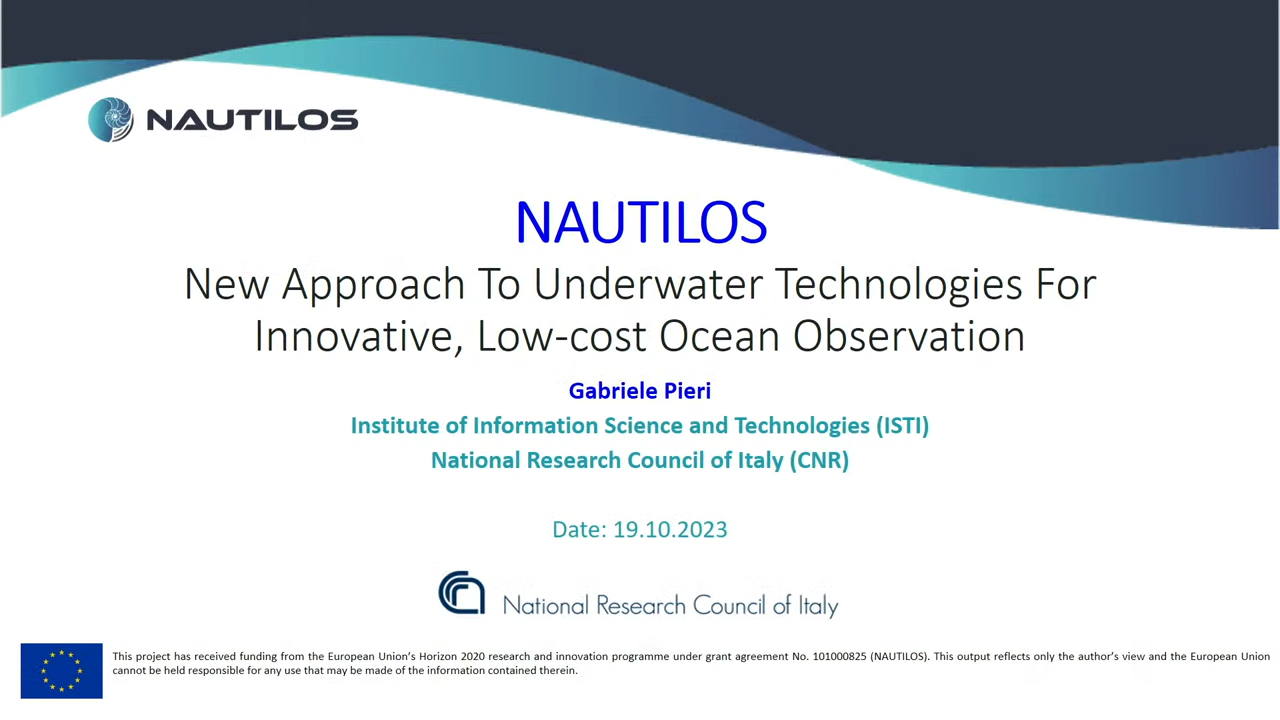 NAUTILOS
NAUTILOS
New Approach To Underwater Technologies For
Innovative, Low-cost Ocean Observation
Gabriele Pieri
Institute of Information Science and Technologies (ISTI)
National Research Council of Italy (CNR)
Date: 19.10.2023
National Research Council of Italy
This project has received funding from the European Union’s Horizon 2020 research and innovation programme under grant agreement No. 101000825 (NAUTILOS). This output reflects only the author’s view and the European Union
cannot be held responsible for any use that may be made of the information contained therein.